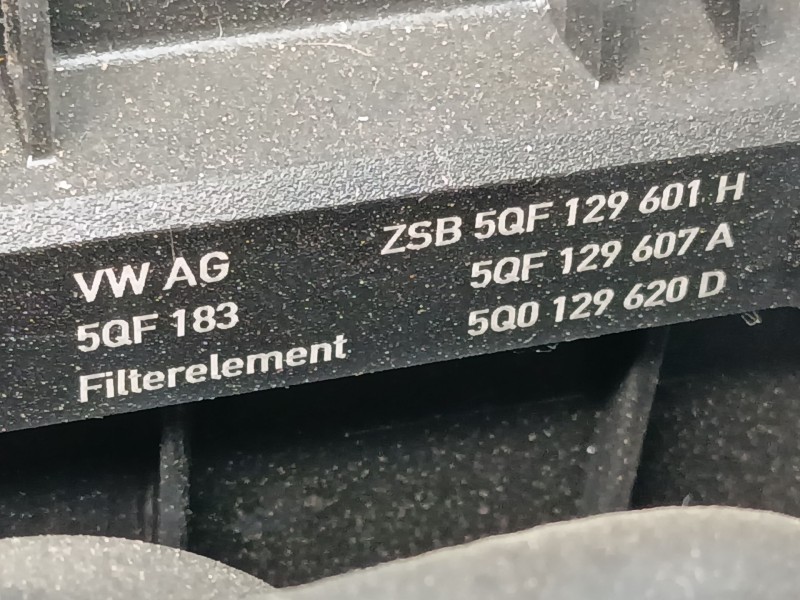 VW AG
5QF 183
Filterelement
ZSB 5QF 129 601 H
5QF 129 607 A
5Q0 129 620 D